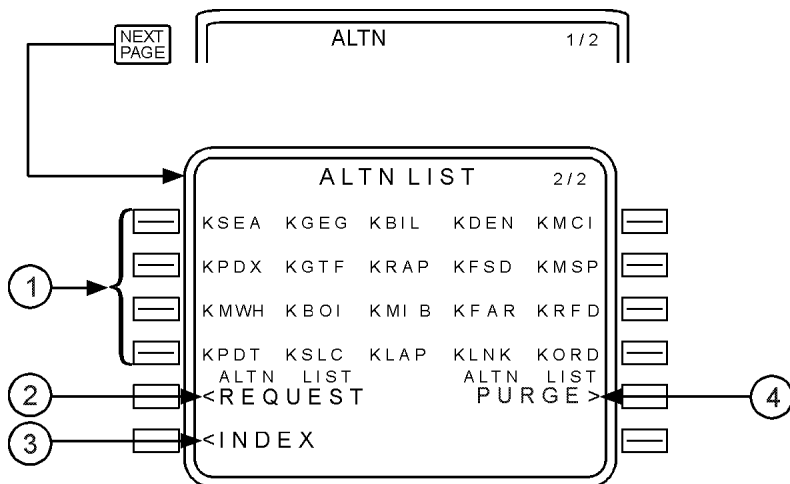 NEXT
PAGE
ALTN 1/2
ALTN LIST 2/2
KSEA KGEG KBIL KDEN KMCI
KPDX KGTF KRAP KFSD KMSP
1
KMWH KBOI KMIB KFAR KRFD
KPDT KSLC KLAP KLNK KORD
ALTN LIST ALTN LIST
2 <REQUEST PURGE> 4
3 <INDEX